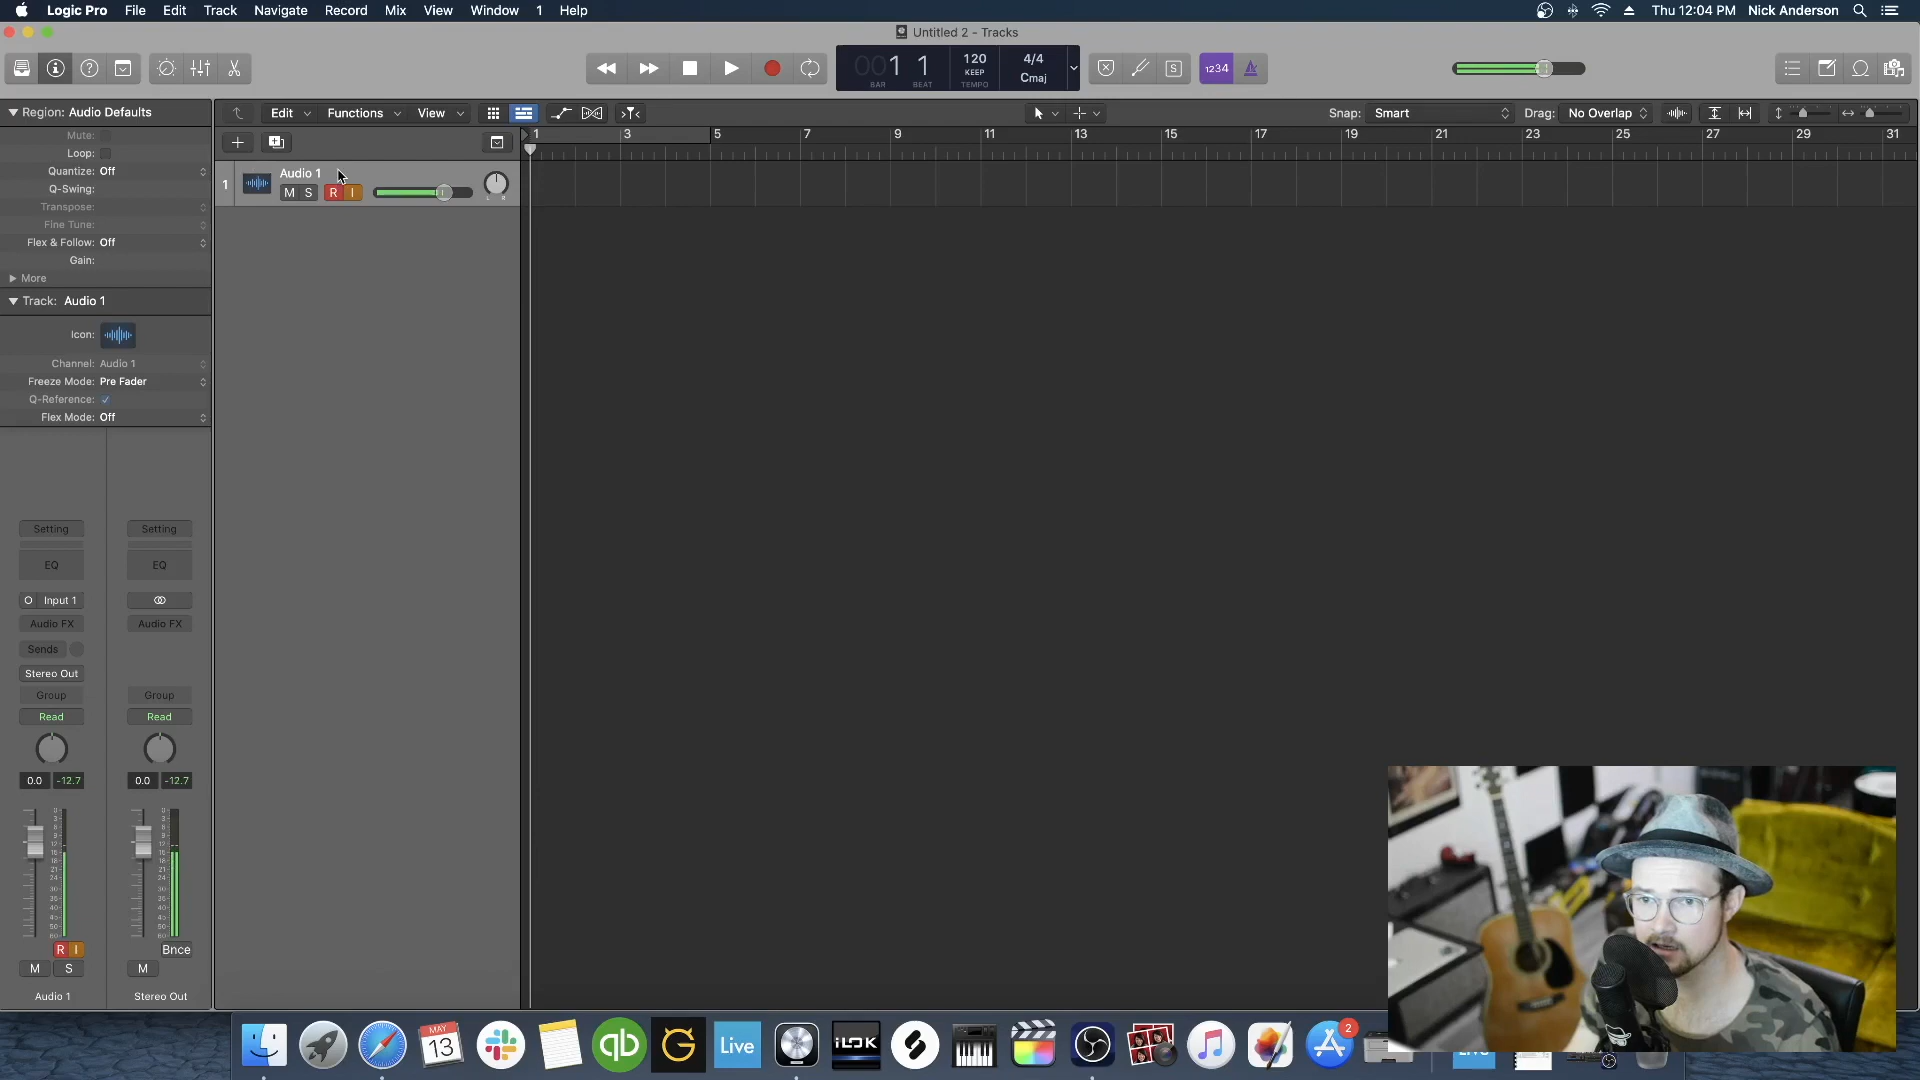 Logic Pro File Edit Track Navigate Record Mix View Window 1 Help Thu 12:04 PM Nick Anderson
Untitled 2 - Tracks
001 1 120 4/4
KEEP Cmaj
BAR BEAT TEMPO
S 1234
Region: Audio Defaults
Edit Functions View
Snap: Smart Drag: No Overlap
Mute:
Loop:
Quantize: Off
Q-Swing:
Transpose:
Fine Tune:
Flex & Follow: Off
Gain:
More
1 3 5 7 9 11 13 15 17 19 21 23 25 27 29 31
1 Audio 1
M S R I
L R
Track: Audio 1
Icon:
Channel: Audio 1
Freeze Mode: Pre Fader
Q-Reference:
Flex Mode: Off
Setting Setting
EQ EQ
Input 1
Audio FX Audio FX
Sends
Stereo Out
Group Group
Read Read
0.0 -12.7 0.0 -12.7
R I Bnce
M S M
Audio 1 Stereo Out
MAY
13
qb
Live
iLOK
2
Live